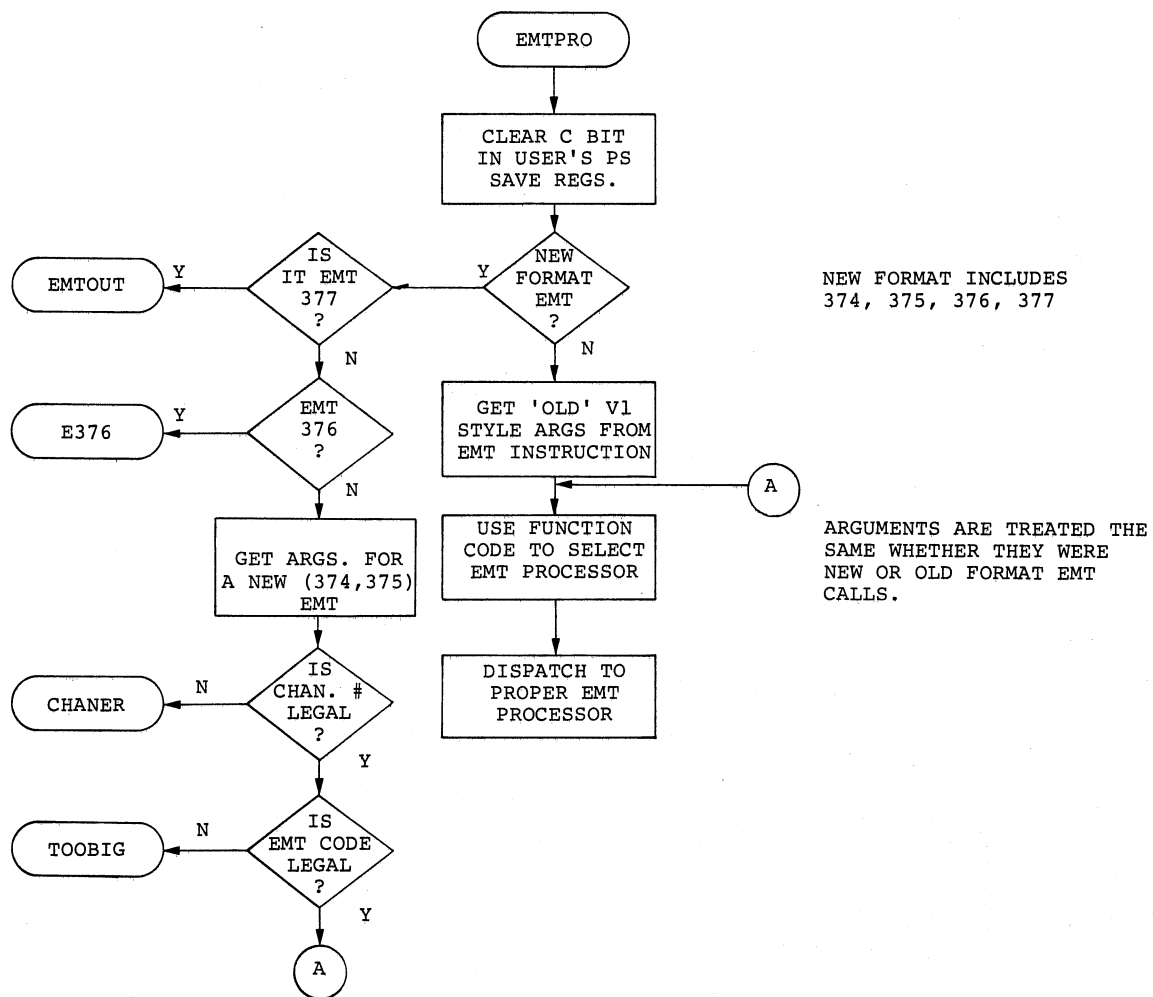 EMTPRO
CLEAR C BIT
IN USER'S PS
SAVE REGS.
NEW
FORMAT
EMT
?
Y
N
IS
IT EMT
377
?
Y
N
EMTOUT
NEW FORMAT INCLUDES
374, 375, 376, 377
EMT
376
?
Y
N
E376
GET 'OLD' V1
STYLE ARGS FROM
EMT INSTRUCTION
A
USE FUNCTION
CODE TO SELECT
EMT PROCESSOR
ARGUMENTS ARE TREATED THE
SAME WHETHER THEY WERE
NEW OR OLD FORMAT EMT
CALLS.
GET ARGS. FOR
A NEW (374,375)
EMT
DISPATCH TO
PROPER EMT
PROCESSOR
IS
CHAN. #
LEGAL
?
N
Y
CHANER
IS
EMT CODE
LEGAL
?
N
Y
TOOBIG
A